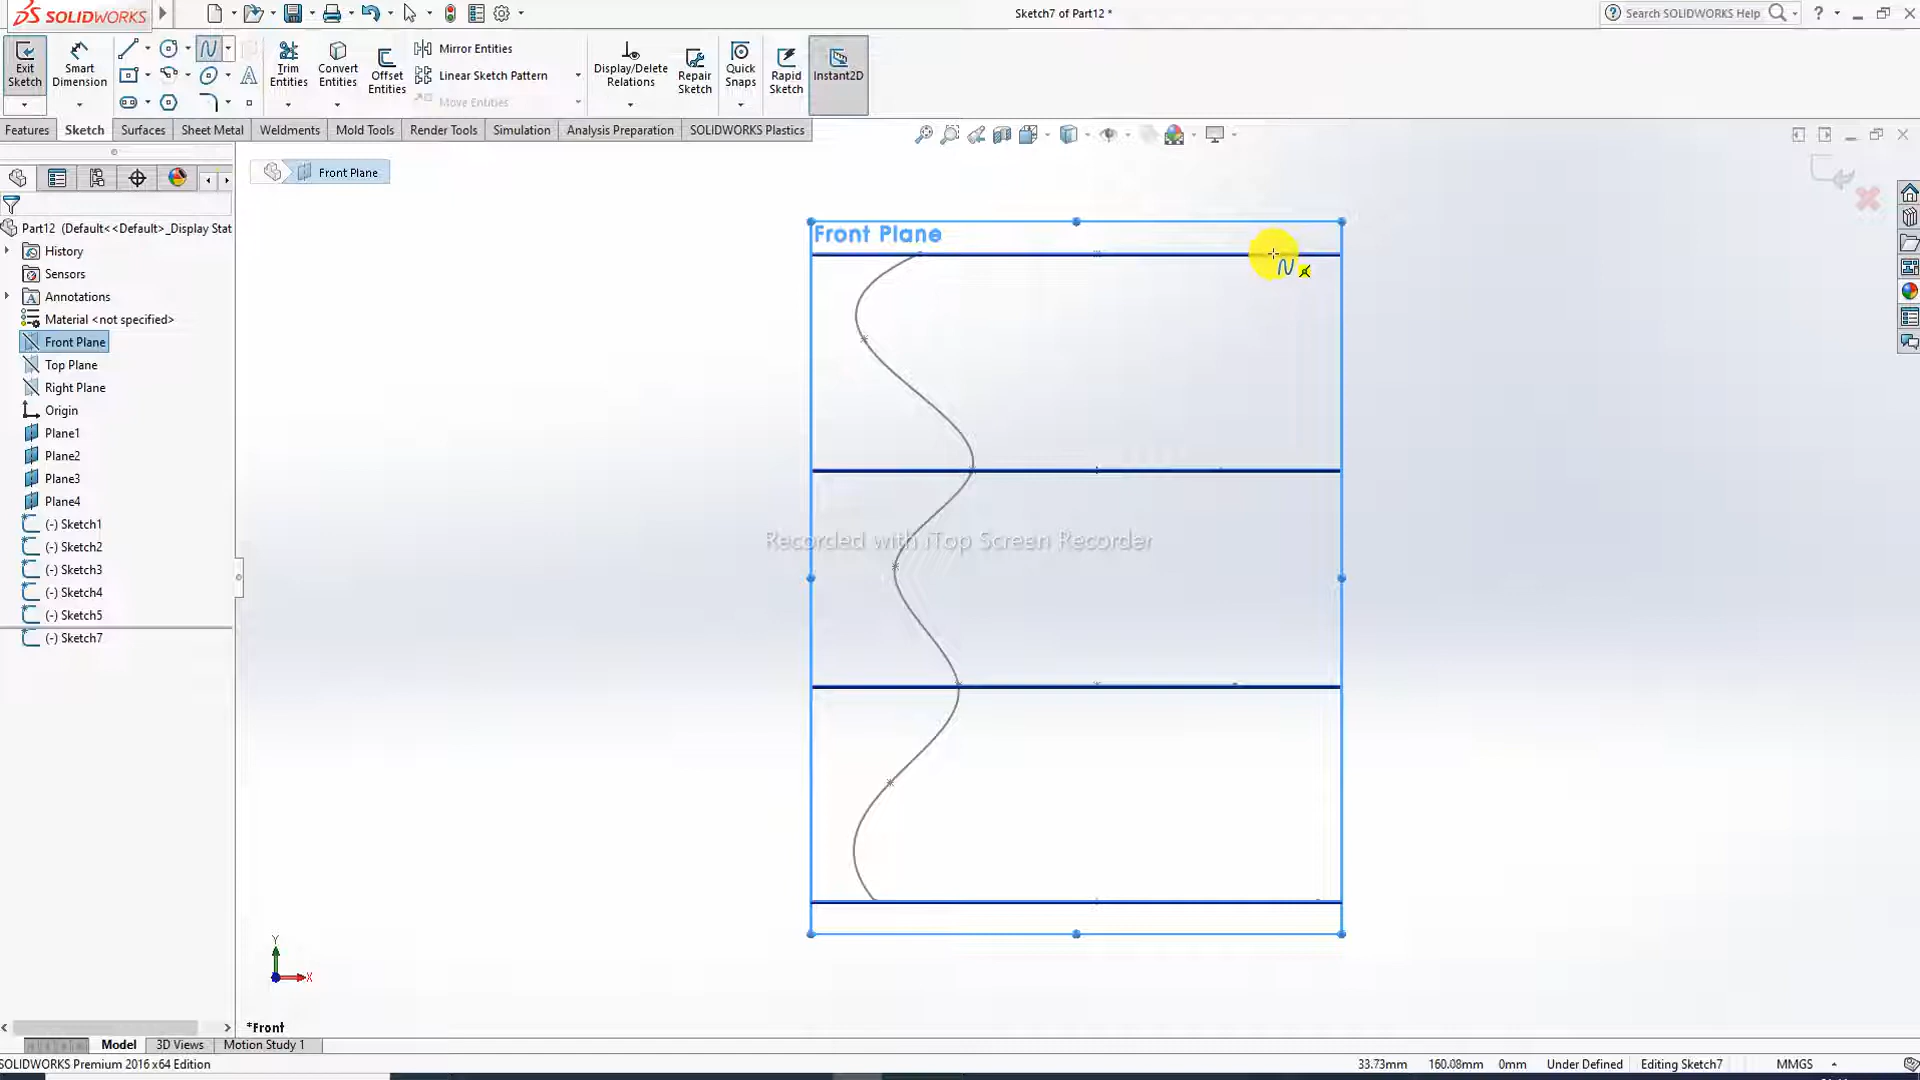 SOLIDWORKS
Sketch7 of Part12 *
Search SOLIDWORKS Help
Exit Sketch
Smart Dimension
Trim Entities
Convert Entities
Offset Entities
Mirror Entities
Linear Sketch Pattern
Move Entities
Display/Delete Relations
Repair Sketch
Quick Snaps
Rapid Sketch
Instant2D
Features
Sketch
Surfaces
Sheet Metal
Weldments
Mold Tools
Render Tools
Simulation
Analysis Preparation
SOLIDWORKS Plastics
Front Plane
Part12 (Default<<Default>_Display Stat
History
Sensors
Annotations
Material <not specified>
Front Plane
Top Plane
Right Plane
Origin
Plane1
Plane2
Plane3
Plane4
(-) Sketch1
(-) Sketch2
(-) Sketch3
(-) Sketch4
(-) Sketch5
(-) Sketch7
Front Plane
Recorded with iTop Screen Recorder
Y
X
*Front
Model
3D Views
Motion Study 1
SOLIDWORKS Premium 2016 x64 Edition
33.73mm
160.08mm
0mm
Under Defined
Editing Sketch7
MMGS